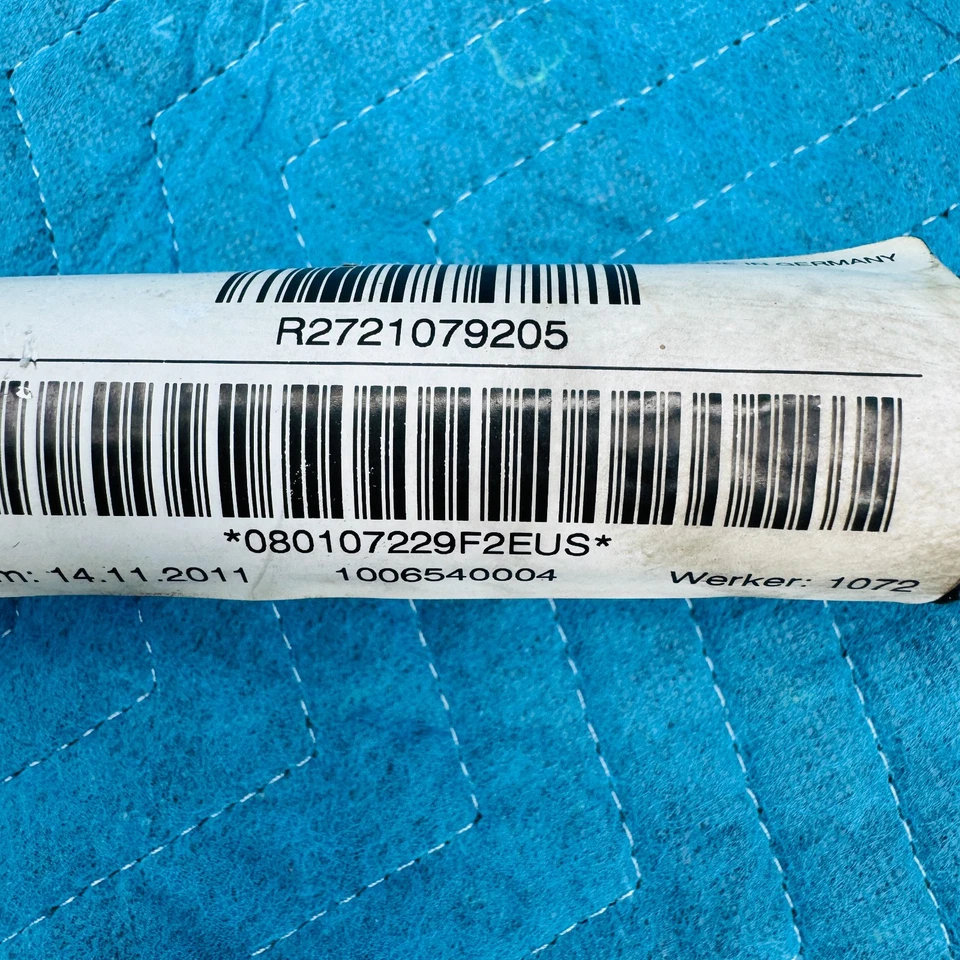 IN GERMANY
R2721079205
*080107229F2EUS*
m: 14.11.2011 1006540004 Werker: 1072